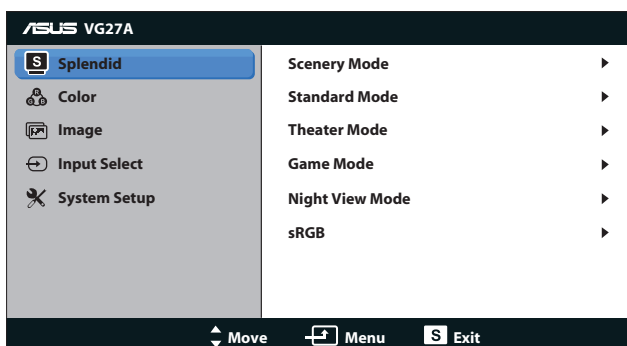 ASUS VG27A
S Splendid
Color
Image
Input Select
System Setup
Scenery Mode
Standard Mode
Theater Mode
Game Mode
Night View Mode
sRGB
Move Menu S Exit